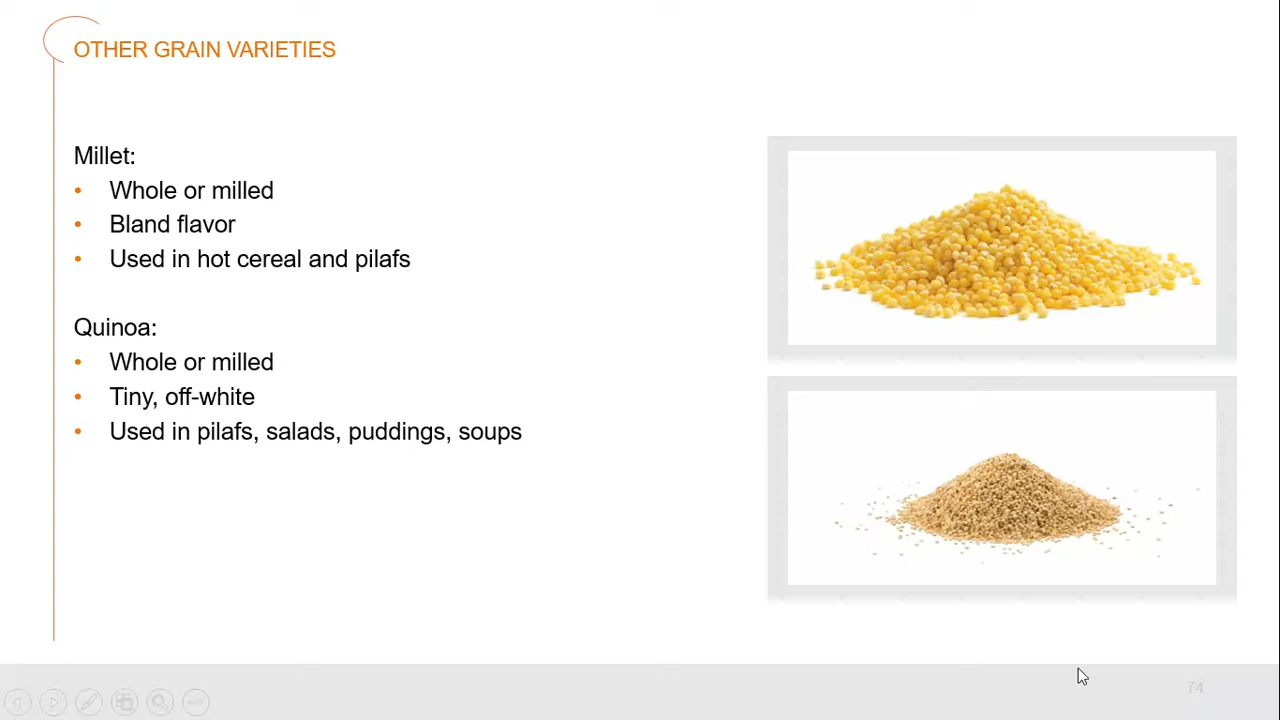 OTHER GRAIN VARIETIES
Millet:
• Whole or milled
• Bland flavor
• Used in hot cereal and pilafs
Quinoa:
• Whole or milled
• Tiny, off-white
• Used in pilafs, salads, puddings, soups
74